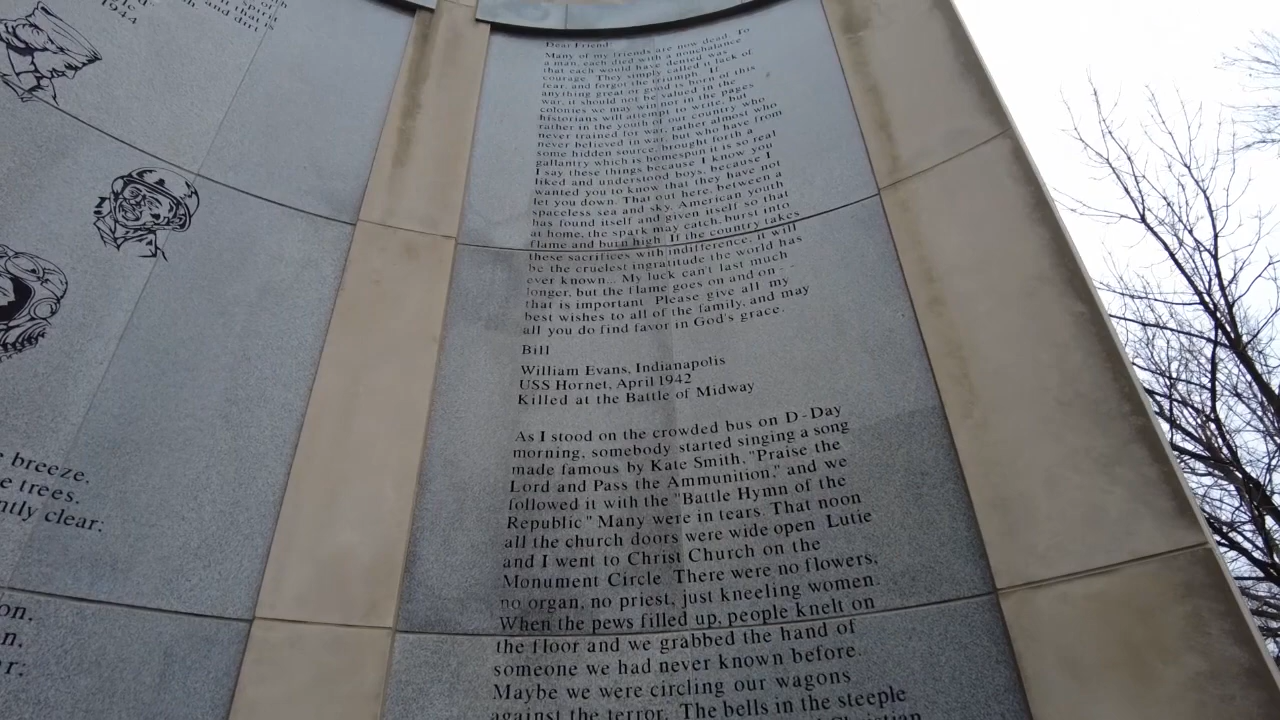 1944
and dirt
breeze.
e trees.
ntly clear:
on,
n,
r:
Dear Friend
Many of my friends are now dead. To
a man, each died with a nonchalance
that each would have denied was
courage. They simply called it lack of
fear, and forgot the triumph. If
anything great or good is born of this
war, it should not be valued in the
colonies we may win nor in the pages
historians will attempt to write, but
rather in the youth of our country who
never trained for war, rather almost who
never believed in war, but who have from
some hidden source, brought forth a
gallantry which is homespun it is so real
I say these things because I know you
liked and understood boys, because I
wanted you to know that they have not
let you down. That out here, between a
spaceless sea and sky, American youth
has found itself and given itself so that
at home, the spark may catch, burst into
flame and burn high If the country takes
these sacrifices with indifference, it will
be the cruelest ingratitude the world has
ever known... My luck can't last much
longer, but the flame goes on and on -
that is important Please give all my
best wishes to all of the family, and may
all you do find favor in God's grace.
Bill
William Evans, Indianapolis
USS Hornet, April 1942
Killed at the Battle of Midway
As I stood on the crowded bus on D-Day
morning, somebody started singing a song
made famous by Kate Smith, "Praise the
Lord and Pass the Ammunition," and we
followed it with the "Battle Hymn of the
Republic" Many were in tears. That noon
all the church doors were wide open Lutie
and I went to Christ Church on the
Monument Circle There were no flowers,
no organ, no priest, just kneeling women.
When the pews filled up, people knelt on
the floor and we grabbed the hand of
someone we had never known before.
Maybe we were circling our wagons
against the terror. The bells in the steeple
Christian